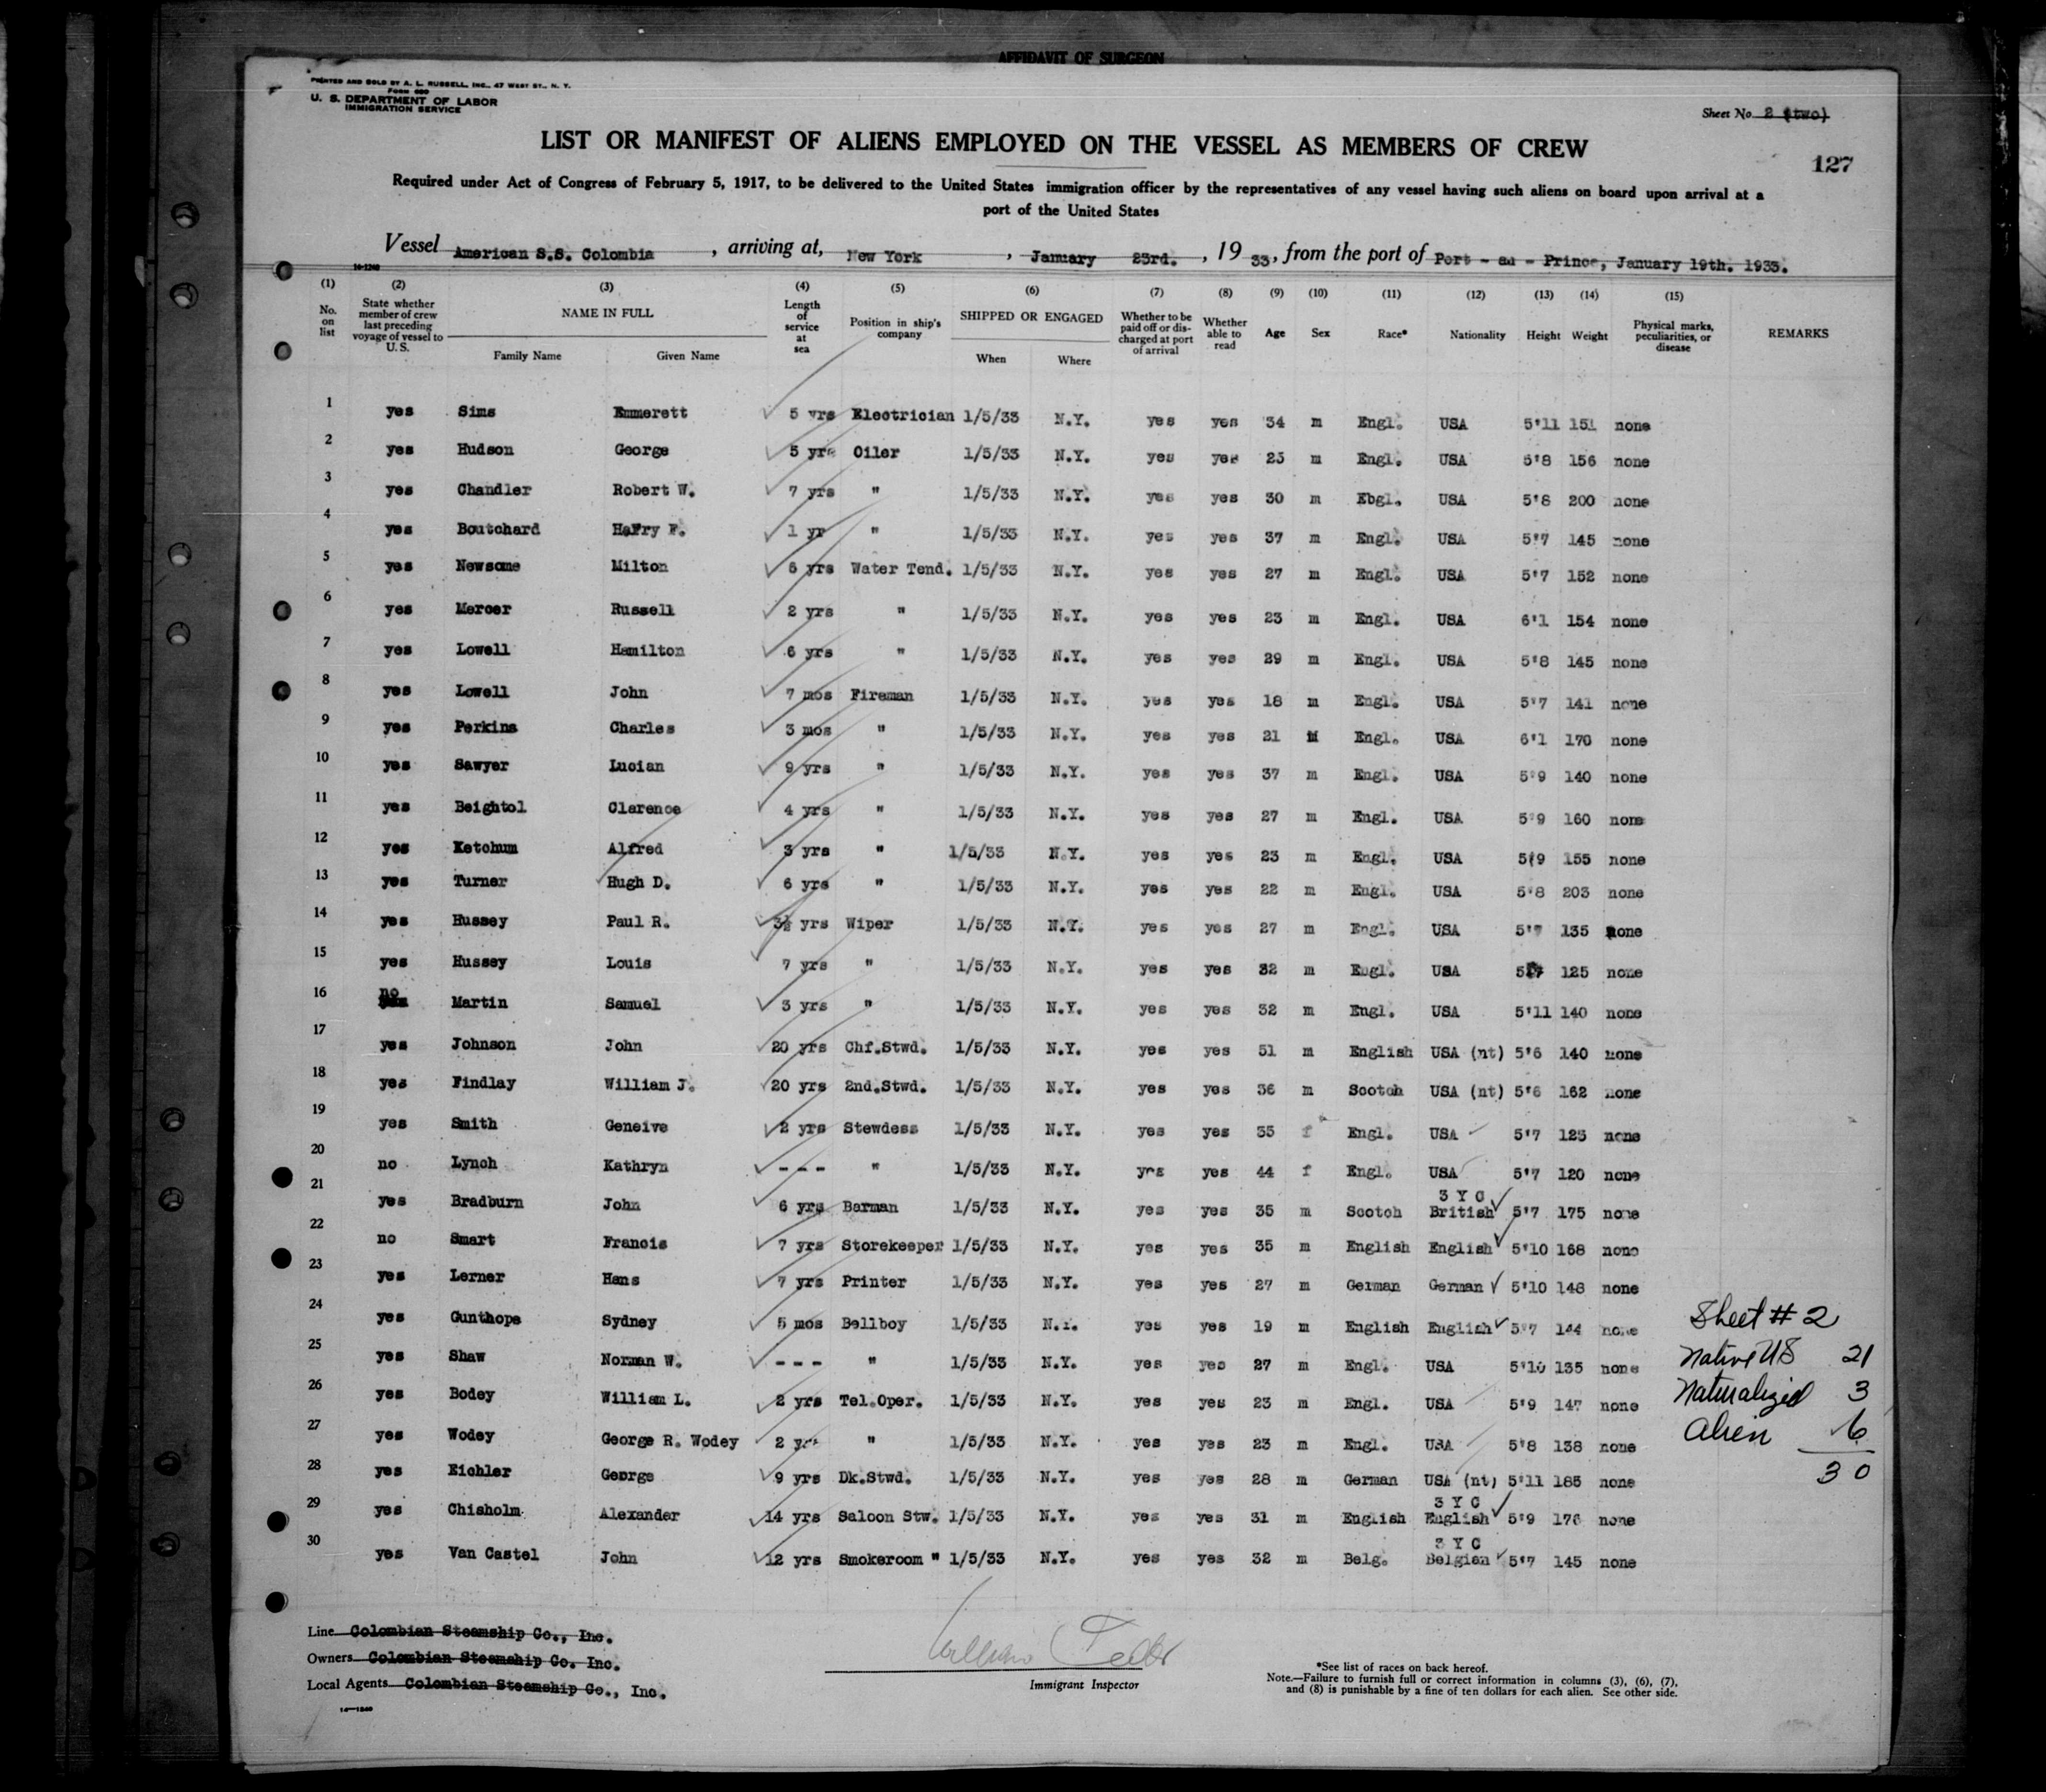 AFFIDAVIT OF SURGEON
PRINTED AND SOLD BY A. L. RUSSELL, INC., 47 WEST ST., N. Y.
Form 680
U. S. DEPARTMENT OF LABOR
IMMIGRATION SERVICE
Sheet No. 2 (two)
LIST OR MANIFEST OF ALIENS EMPLOYED ON THE VESSEL AS MEMBERS OF CREW
127
Required under Act of Congress of February 5, 1917, to be delivered to the United States immigration officer by the representatives of any vessel having such aliens on board upon arrival at a
port of the United States
Vessel American S.S. Colombia, arriving at, New York, January 23rd., 1933, from the port of Port - au - Prince, January 19th. 1933.
14-1240
(1) (2) (3) (4) (5) (6) (7) (8) (9) (10) (11) (12) (13) (14) (15)
No. on list State whether member of crew last preceding voyage of vessel to U. S. NAME IN FULL Family Name Given Name Length of service at sea Position in ship's company SHIPPED OR ENGAGED When Where Whether to be paid off or discharged at port of arrival Whether able to read Age Sex Race* Nationality Height Weight Physical marks, peculiarities, or disease REMARKS
1 yes Sims Emmerett 5 yrs Electrician 1/5/33 N.Y. yes yes 34 m Engl. USA 5'11 151 none
2 yes Hudson George 5 yrs Oiler 1/5/33 N.Y. yes yes 23 m Engl. USA 5'8 156 none
3 yes Chandler Robert W. 7 yrs " 1/5/33 N.Y. yes yes 30 m Ebgl. USA 5'8 200 none
4 yes Boutchard Harry F. 1 yr " 1/5/33 N.Y. yes yes 37 m Engl. USA 5'7 145 none
5 yes Newsome Milton 6 yrs Water Tend. 1/5/33 N.Y. yes yes 27 m Engl. USA 5'7 152 none
6 yes Mercer Russell 2 yrs " 1/5/33 N.Y. yes yes 23 m Engl. USA 6'1 154 none
7 yes Lowell Hamilton 6 yrs " 1/5/33 N.Y. yes yes 29 m Engl. USA 5'8 145 none
8 yes Lowell John 7 mos Fireman 1/5/33 N.Y. yes yes 18 m Engl. USA 5'7 141 none
9 yes Perkins Charles 3 mos " 1/5/33 N.Y. yes yes 21 M Engl. USA 6'1 170 none
10 yes Sawyer Lucian 9 yrs " 1/5/33 N.Y. yes yes 37 m Engl. USA 5'9 140 none
11 yes Beightol Clarence 4 yrs " 1/5/33 N.Y. yes yes 27 m Engl. USA 5'9 160 none
12 yes Ketchum Alfred 3 yrs " 1/5/33 N.Y. yes yes 23 m Engl. USA 5'9 155 none
13 yes Turner Hugh D. 6 yrs " 1/5/33 N.Y. yes yes 22 m Engl. USA 5'8 203 none
14 yes Hussey Paul R. 3½ yrs Wiper 1/5/33 N.Y. yes yes 27 m Engl. USA 5'7 135 none
15 yes Hussey Louis 7 yrs " 1/5/33 N.Y. yes yes 32 m Engl. USA 125 none
16 no Martin Samuel 3 yrs " 1/5/33 N.Y. yes yes 32 m Engl. USA 5'11 140 none
17 yes Johnson John 20 yrs Chf.Stwd. 1/5/33 N.Y. yes yes 51 m English USA (nt) 5'6 140 none
18 yes Findlay William J. 20 yrs 2nd.Stwd. 1/5/33 N.Y. yes yes 36 m Scotch USA (nt) 5'6 162 none
19 yes Smith Geneive 2 yrs Stewdess 1/5/33 N.Y. yes yes 35 f Engl. USA 5'7 123 none
20 no Lynch Kathryn - - - " 1/5/33 N.Y. yes yes 44 f Engl. USA 5'7 120 none
3 Y C
21 yes Bradburn John 6 yrs Barman 1/5/33 N.Y. yes yes 35 m Scotch British 5'7 175 none
22 no Smart Francis 7 yrs Storekeeper 1/5/33 N.Y. yes yes 35 m English English 5'10 168 none
23 yes Lerner Hans 7 yrs Printer 1/5/33 N.Y. yes yes 27 m German German 5'10 148 none
24 yes Gunthope Sydney 5 mos Bellboy 1/5/33 N.Y. yes yes 19 m English English 5'7 144 none
25 yes Shaw Norman W. - - - " 1/5/33 N.Y. yes yes 27 m Engl. USA 5'10 135 none
26 yes Bodey William L. 2 yrs Tel.Oper. 1/5/33 N.Y. yes yes 23 m Engl. USA 5'9 147 none
27 yes Wodey George R. Wodey 2 yrs " 1/5/33 N.Y. yes yes 23 m Engl. USA 5'8 138 none
28 yes Eichler George 9 yrs Dk.Stwd. 1/5/33 N.Y. yes yes 28 m German USA (nt) 5'11 185 none
3 Y C
29 yes Chisholm Alexander 14 yrs Saloon Stw. 1/5/33 N.Y. yes yes 31 m English English 5'9 176 none
3 Y C
30 yes Van Castel John 12 yrs Smokeroom " 1/5/33 N.Y. yes yes 32 m Belg. Belgian 5'7 145 none
Sheet # 2
Native US 21
Naturalized 3
Alien 6
30
Line Colombian Steamship Co., Inc.
Owners Colombian Steamship Co. Inc.
Local Agents Colombian Steamship Co., Inc.
14-1240
William
Immigrant Inspector
*See list of races on back hereof.
Note.—Failure to furnish full or correct information in columns (3), (6), (7),
and (8) is punishable by a fine of ten dollars for each alien. See other side.